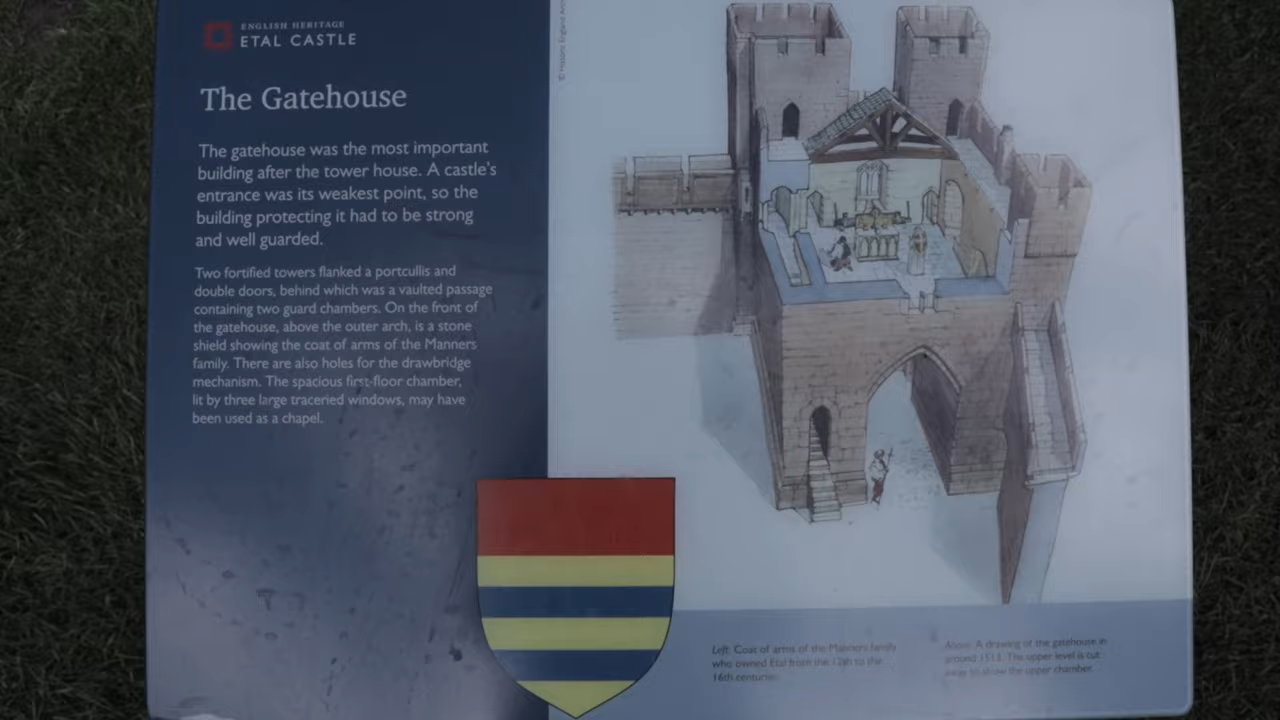 ENGLISH HERITAGE
ETAL CASTLE
The Gatehouse
The gatehouse was the most important
building after the tower house. A castle's
entrance was its weakest point, so the
building protecting it had to be strong
and well guarded.
Two fortified towers flanked a portcullis and
double doors, behind which was a vaulted passage
containing two guard chambers. On the front of
the gatehouse, above the outer arch, is a stone
shield showing the coat of arms of the Manners
family. There are also holes for the drawbridge
mechanism. The spacious first-floor chamber,
lit by three large traceried windows, may have
been used as a chapel.
Left: Coat of arms of the Manners family
who owned Etal from the 12th to the
16th centuries
Above: A drawing of the gatehouse in
around 1513. The upper level is cut
away to show the upper chamber